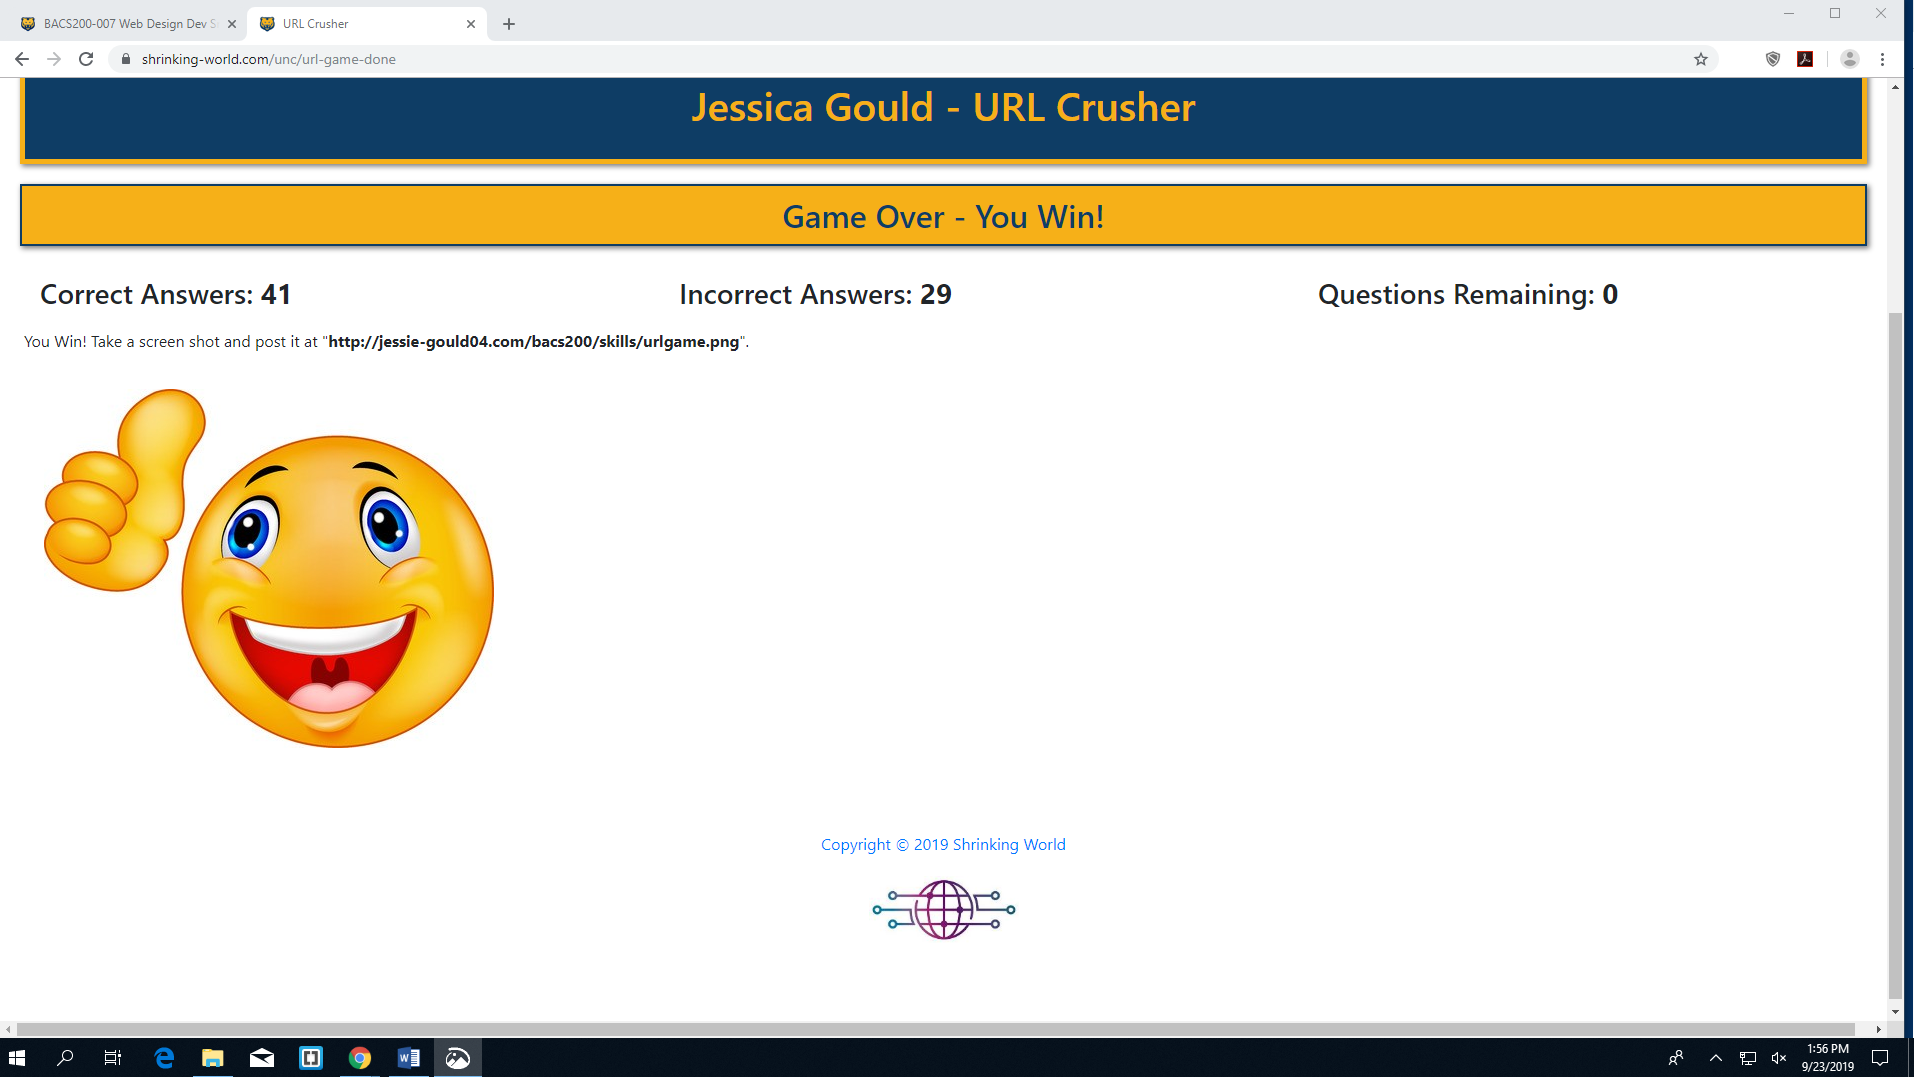 BACS200-007 Web Design Dev S
URL Crusher
shrinking-world.com/unc/url-game-done
Jessica Gould - URL Crusher
Game Over - You Win!
Correct Answers: 41
Incorrect Answers: 29
Questions Remaining: 0
You Win! Take a screen shot and post it at "http://jessie-gould04.com/bacs200/skills/urlgame.png".
Copyright © 2019 Shrinking World
1:56 PM
9/23/2019